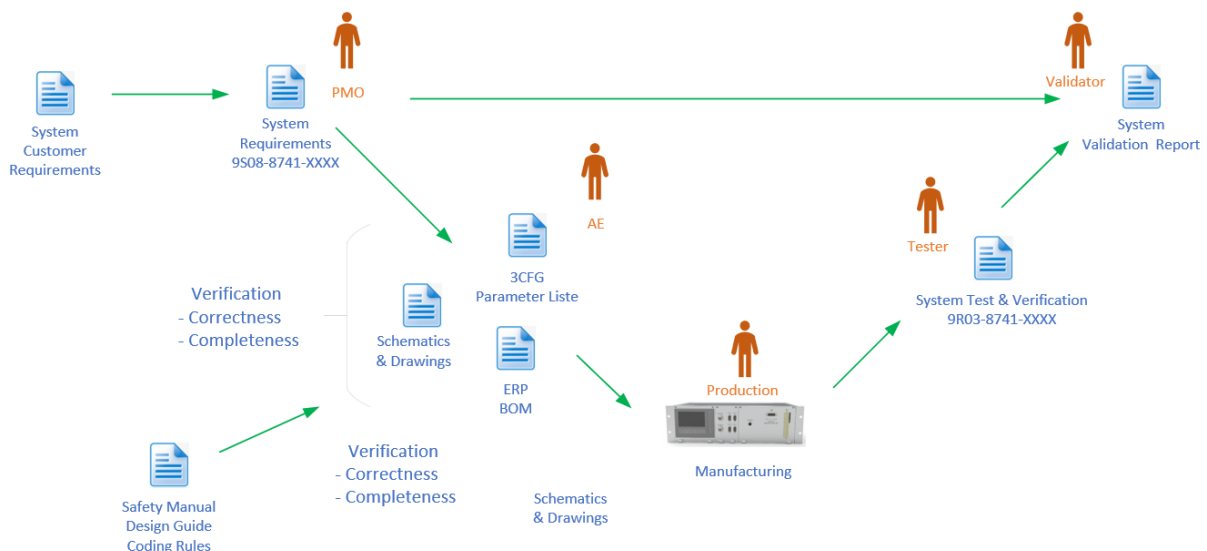 PMO
Validator
System
Customer
Requirements
System
Requirements
9S08-8741-XXXX
System
Validation Report
AE
Tester
3CFG
Parameter Liste
Verification
- Correctness
- Completeness
Schematics
& Drawings
System Test & Verification
9R03-8741-XXXX
ERP
BOM
Production
Manufacturing
Verification
- Correctness
- Completeness
Schematics
& Drawings
Safety Manual
Design Guide
Coding Rules